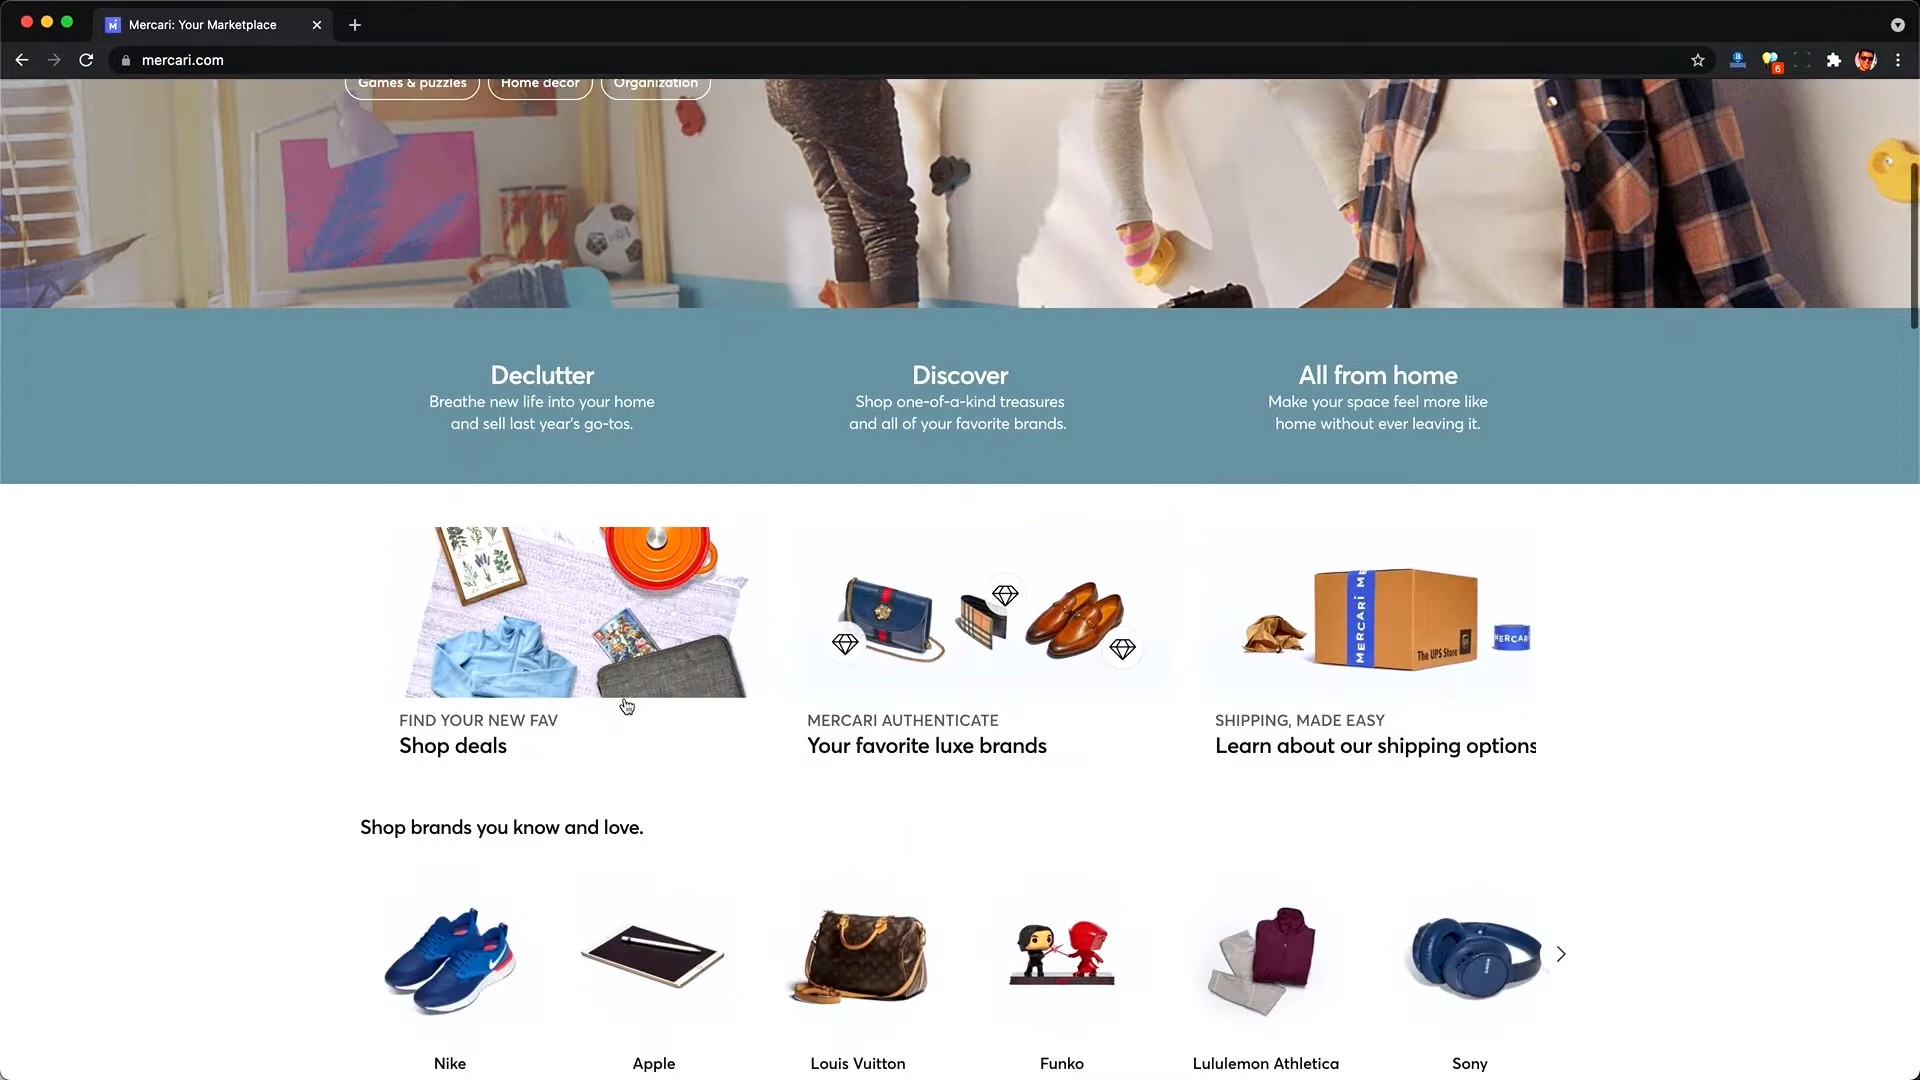 Mercari: Your Marketplace
mercari.com
6
Games & puzzles
Home decor
Organization
Declutter
Breathe new life into your home
and sell last year's go-tos.
Discover
Shop one-of-a-kind treasures
and all of your favorite brands.
All from home
Make your space feel more like
home without ever leaving it.
MERCARI ME
The UPS Store
MERCARI
FIND YOUR NEW FAV
Shop deals
MERCARI AUTHENTICATE
Your favorite luxe brands
SHIPPING, MADE EASY
Learn about our shipping options
Shop brands you know and love.
SONY
Nike
Apple
Louis Vuitton
Funko
Lululemon Athletica
Sony